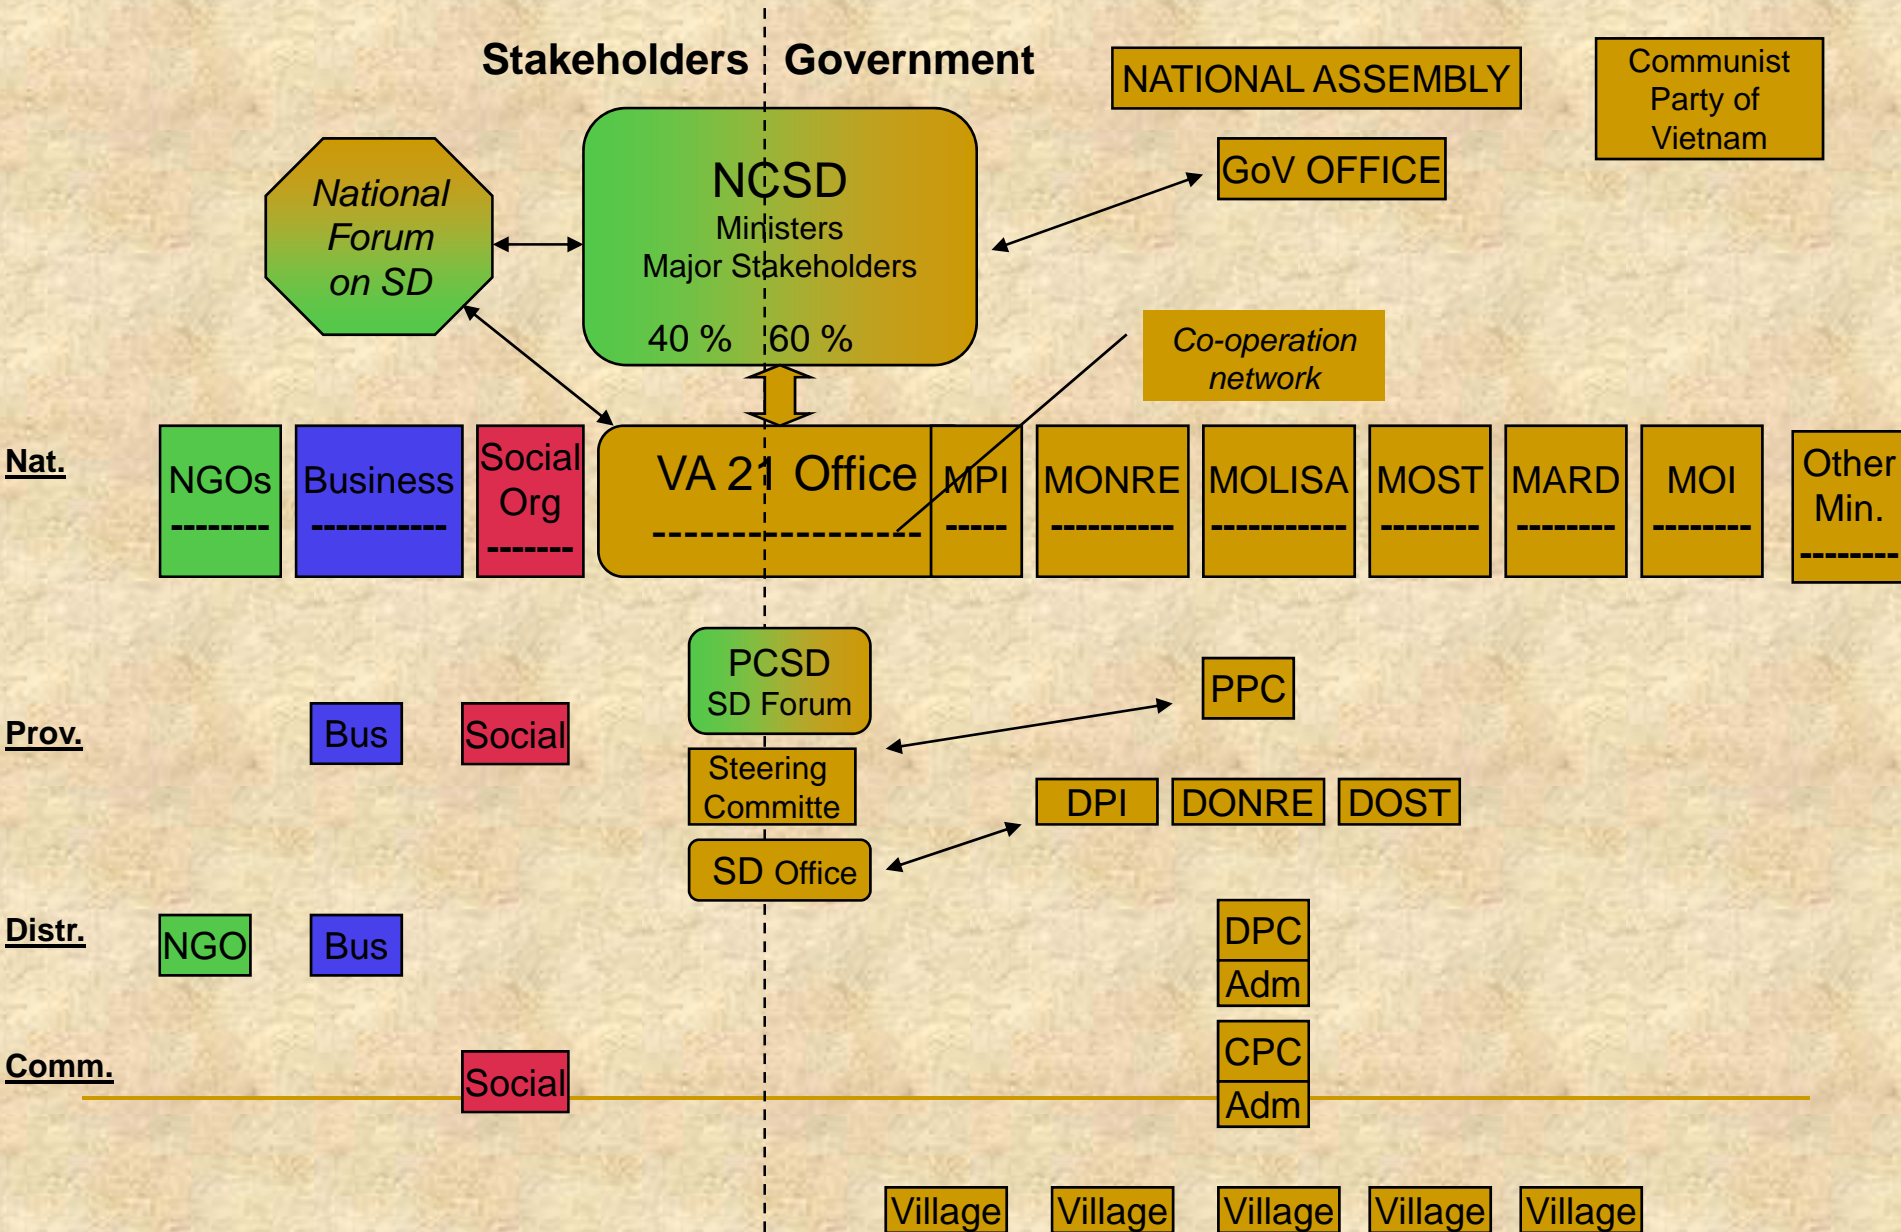 Stakeholders Government
NATIONAL ASSEMBLY
Communist
Party of
Vietnam
GoV OFFICE
National
Forum
on SD
NCSD
Ministers
Major Stakeholders
40 % 60 %
Co-operation
network
Nat.
NGOs
--------
Business
-----------
Social
Org
-------
VA 21 Office
-----------------
MPI
-----
MONRE
----------
MOLISA
-----------
MOST
--------
MARD
--------
MOI
--------
Other
Min.
--------
Prov.
Bus
Social
PCSD
SD Forum
Steering
Committe
SD Office
PPC
DPI
DONRE
DOST
Distr.
NGO
Bus
DPC
Adm
Comm.
Social
CPC
Adm
Village
Village
Village
Village
Village